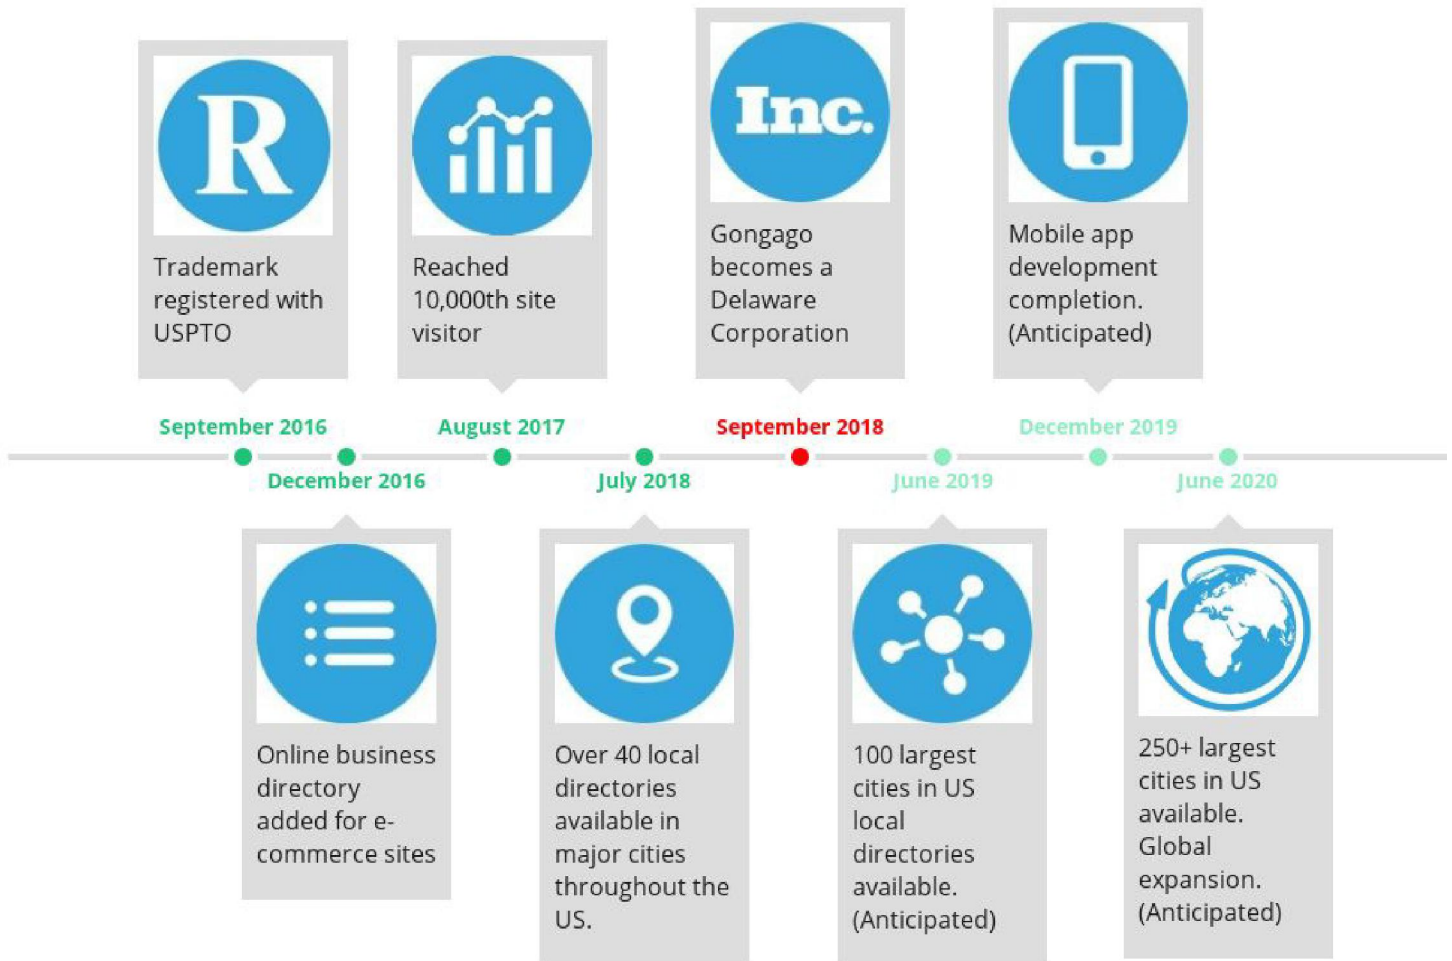 R
Trademark
registered with
USPTO
Reached
10,000th site
visitor
Inc.
Gongago
becomes a
Delaware
Corporation
Mobile app
development
completion.
(Anticipated)
September 2016
August 2017
September 2018
December 2019
December 2016
July 2018
June 2019
June 2020
Online business
directory
added for e-
commerce sites
Over 40 local
directories
available in
major cities
throughout the
US.
100 largest
cities in US
local
directories
available.
(Anticipated)
250+ largest
cities in US
available.
Global
expansion.
(Anticipated)